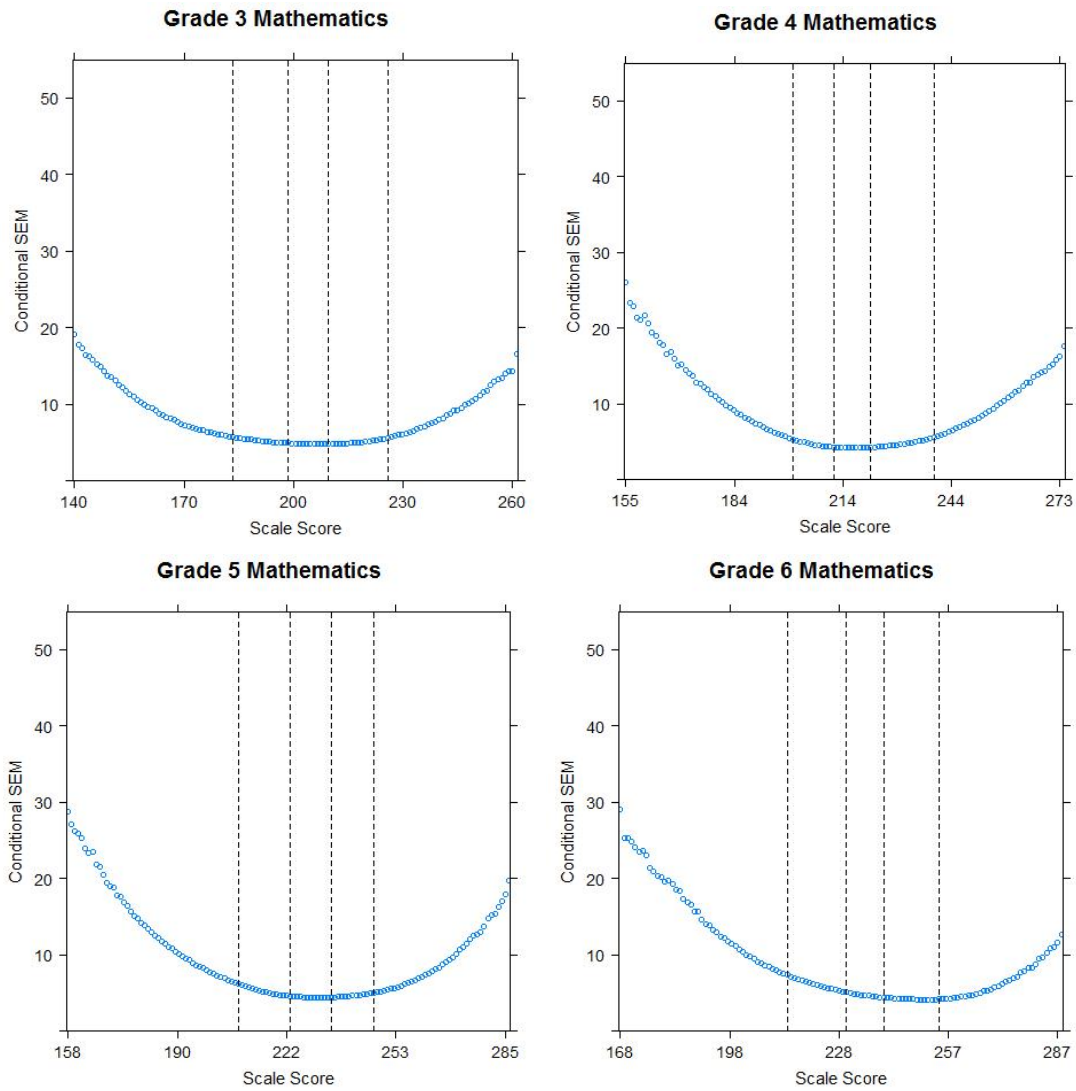 Grade 3 Mathematics
50
40
30
20
10
Conditional SEM
140 170 200 230 260
Scale Score
Grade 4 Mathematics
50
40
30
20
10
Conditional SEM
155 184 214 244 273
Scale Score
Grade 5 Mathematics
50
40
30
20
10
Conditional SEM
158 190 222 253 285
Scale Score
Grade 6 Mathematics
50
40
30
20
10
Conditional SEM
168 198 228 257 287
Scale Score